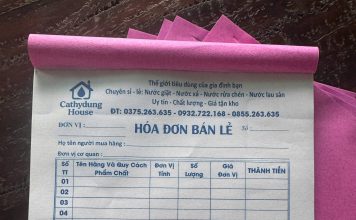 Thế giới tiêu dùng của gia đình bạn
Chuyên sỉ - lẻ: Nước giặt - Nước xả - Nước rửa chén - Nước lau sàn
Uy tín - Chất lượng - Giá tận kho
Cathydung
House
ĐT: 0375.263.635 - 0932.722.168 - 0855.263.635
ĐƠN VỊ : HÓA ĐƠN BÁN LẺ Số :
Họ tên người mua hàng :
Đơn vị cơ quan :
Số TT Tên Hàng Và Quy Cách Phẩm Chất Đơn Vị Tính Số Lượng Giá Đơn Vị THÀNH TIỀN
01
02
03
04